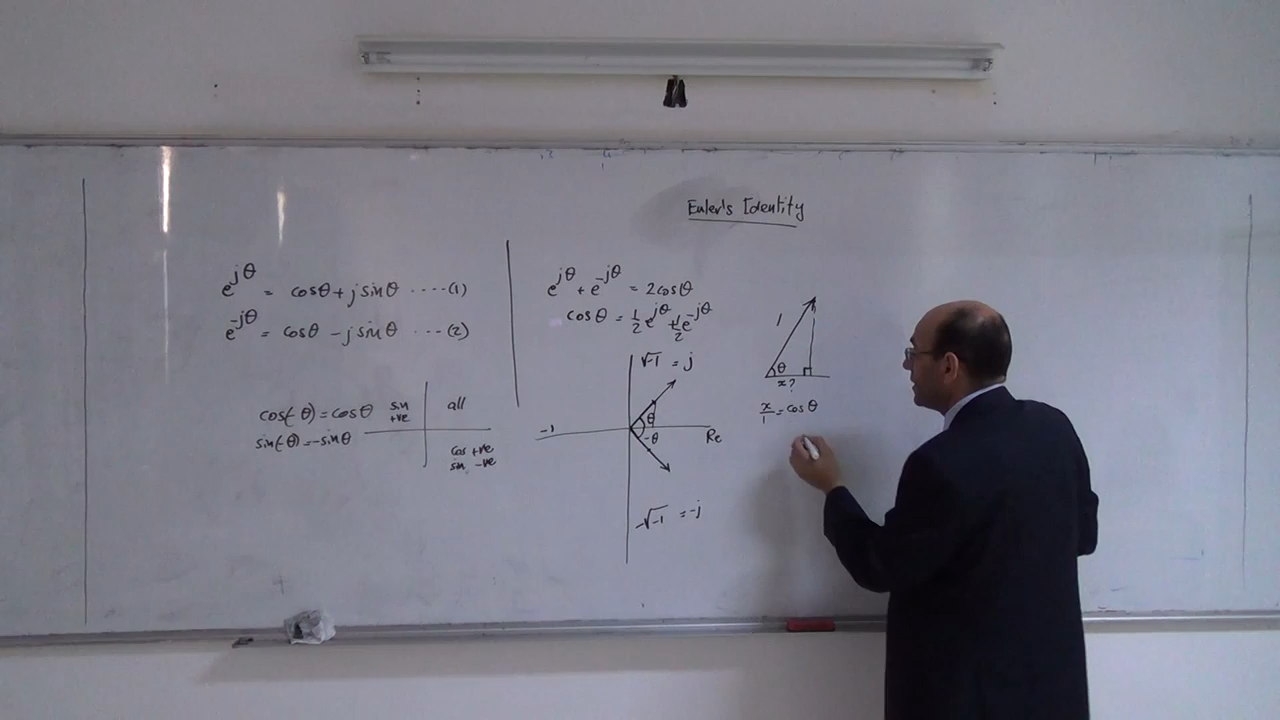 Euler's Identity
e^jθ = cosθ + j sinθ ....(1)
e^-jθ = cosθ - j sinθ ...(2)
cos(-θ) = cosθ
sin(-θ) = -sinθ
sin
+ve
all
cos +ve
sin -ve
e^jθ + e^-jθ = 2cosθ
cosθ = 1/2 e^jθ + 1/2 e^-jθ
√-1 = j
θ
-θ
-1
Re
-√-1 = -j
1
θ
x?
x/1 = cosθ